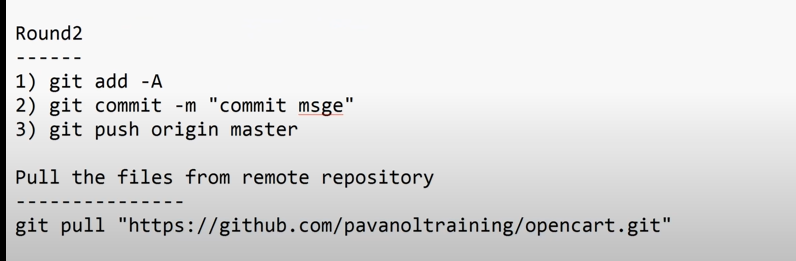 Round2
------
1) git add -A
2) git commit -m "commit msge"
3) git push origin master
Pull the files from remote repository
---------------
git pull "https://github.com/pavanoltraining/opencart.git"